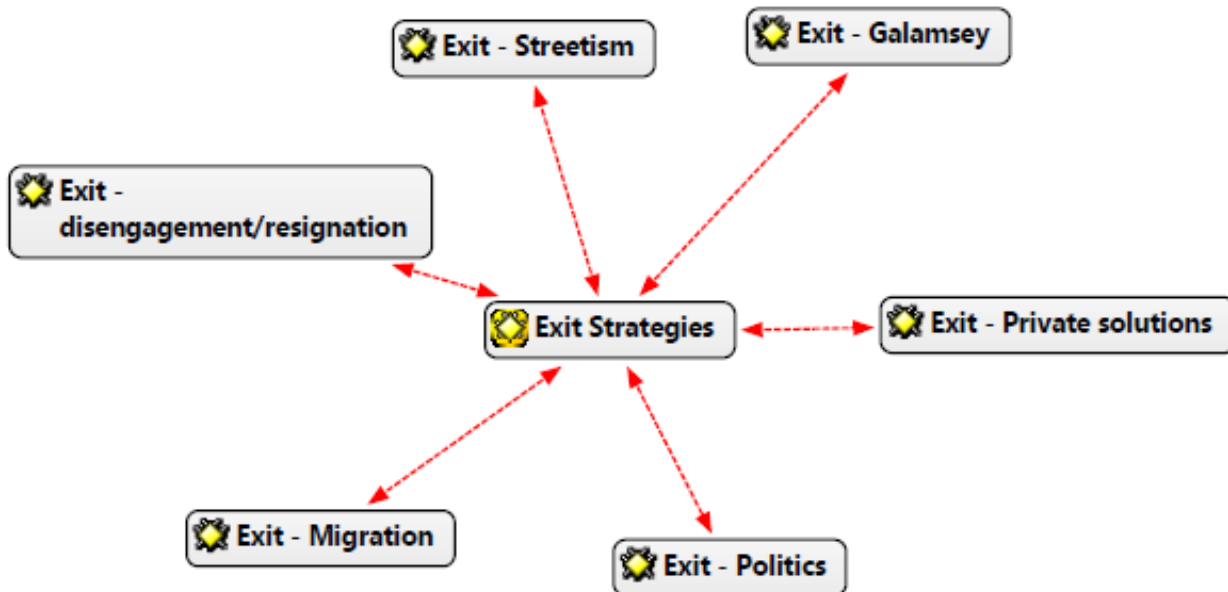 Exit - Streetism
Exit - Galamsey
Exit -
disengagement/resignation
Exit Strategies
Exit - Private solutions
Exit - Migration
Exit - Politics